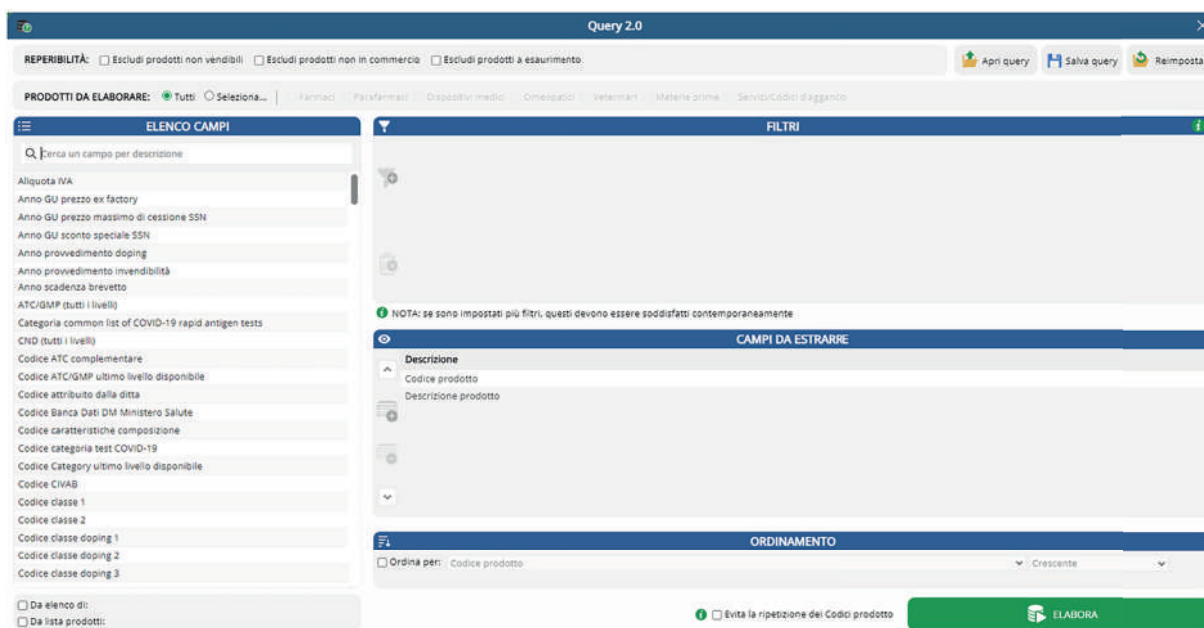 Query 2.0
REPERIBILITÀ: Escludi prodotti non vendibili Escludi prodotti non in commercio Escludi prodotti a esaurimento
Apri query Salva query Reimposta
PRODOTTI DA ELABORARE: Tutti Seleziona... Farmaci Parafarmaci Dispositivi medici Omeopatici Veterinari Materie prime Servizi/Codici d'aggancio
ELENCO CAMPI
Cerca un campo per descrizione
Aliquota IVA
Anno GU prezzo ex factory
Anno GU prezzo massimo di cessione SSN
Anno GU sconto speciale SSN
Anno provvedimento doping
Anno provvedimento invendibilità
Anno scadenza brevetto
ATC/GMP (tutti i livelli)
Categoria common list of COVID-19 rapid antigen tests
CND (tutti i livelli)
Codice ATC complementare
Codice ATC/GMP ultimo livello disponibile
Codice attribuito dalla ditta
Codice Banca Dati DM Ministero Salute
Codice caratteristiche composizione
Codice categoria test COVID-19
Codice Category ultimo livello disponibile
Codice CIVAB
Codice classe 1
Codice classe 2
Codice classe doping 1
Codice classe doping 2
Codice classe doping 3
Da elenco di:
Da lista prodotti:
FILTRI
NOTA: se sono impostati più filtri, questi devono essere soddisfatti contemporaneamente
CAMPI DA ESTRARRE
Descrizione
Codice prodotto
Descrizione prodotto
ORDINAMENTO
Ordina per: Codice prodotto Crescente
Evita la ripetizione dei Codici prodotto
ELABORA